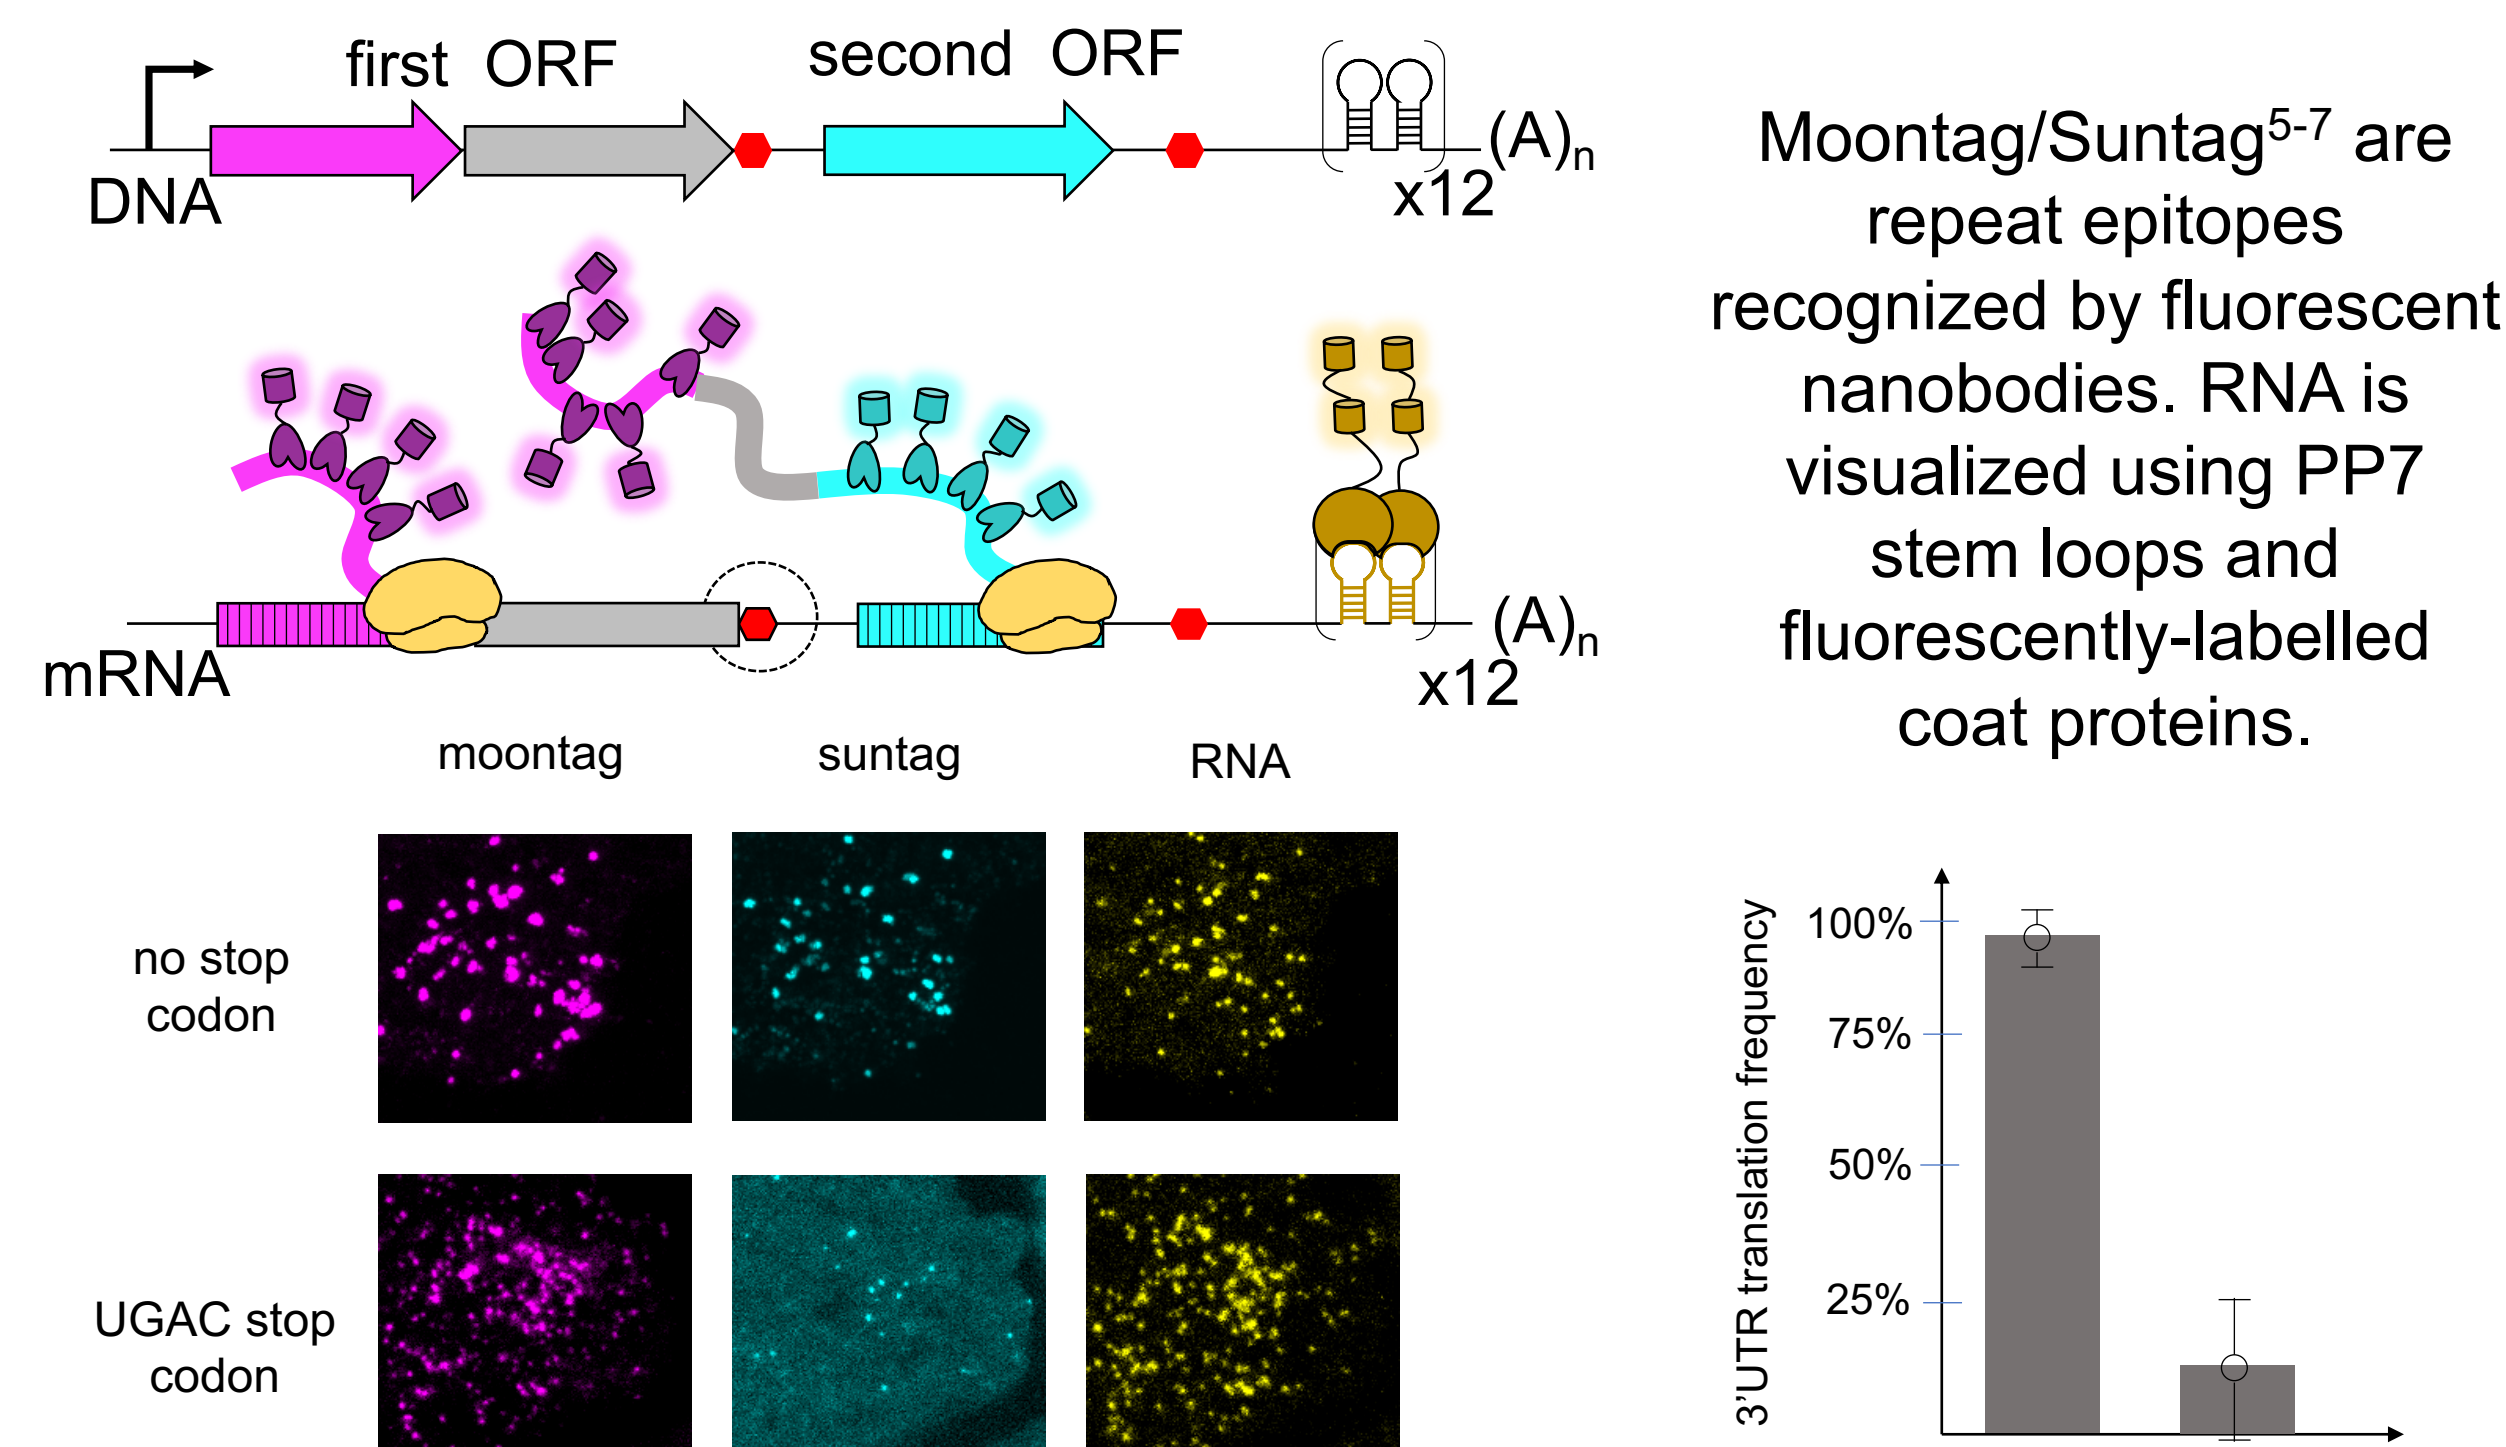 first ORF
second ORF
DNA
x12
(A)n
Moontag/Suntag5-7 are
repeat epitopes
recognized by fluorescent
nanobodies. RNA is
visualized using PP7
stem loops and
fluorescently-labelled
coat proteins.
mRNA
x12
(A)n
moontag
suntag
RNA
no stop
codon
UGAC stop
codon
3’UTR translation frequency
100%
75%
50%
25%